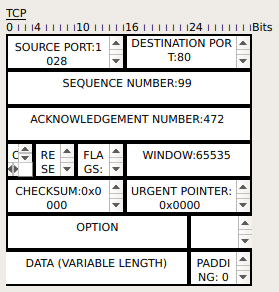 TCP
0 4 10 16 24 Bits
SOURCE PORT:1
028
DESTINATION POR
T:80
SEQUENCE NUMBER:99
ACKNOWLEDGEMENT NUMBER:472
RE
SE
FLA
GS:
WINDOW:65535
CHECKSUM:0x0
000
URGENT POINTER:
0x0000
OPTION
DATA (VARIABLE LENGTH)
PADDI
NG: 0